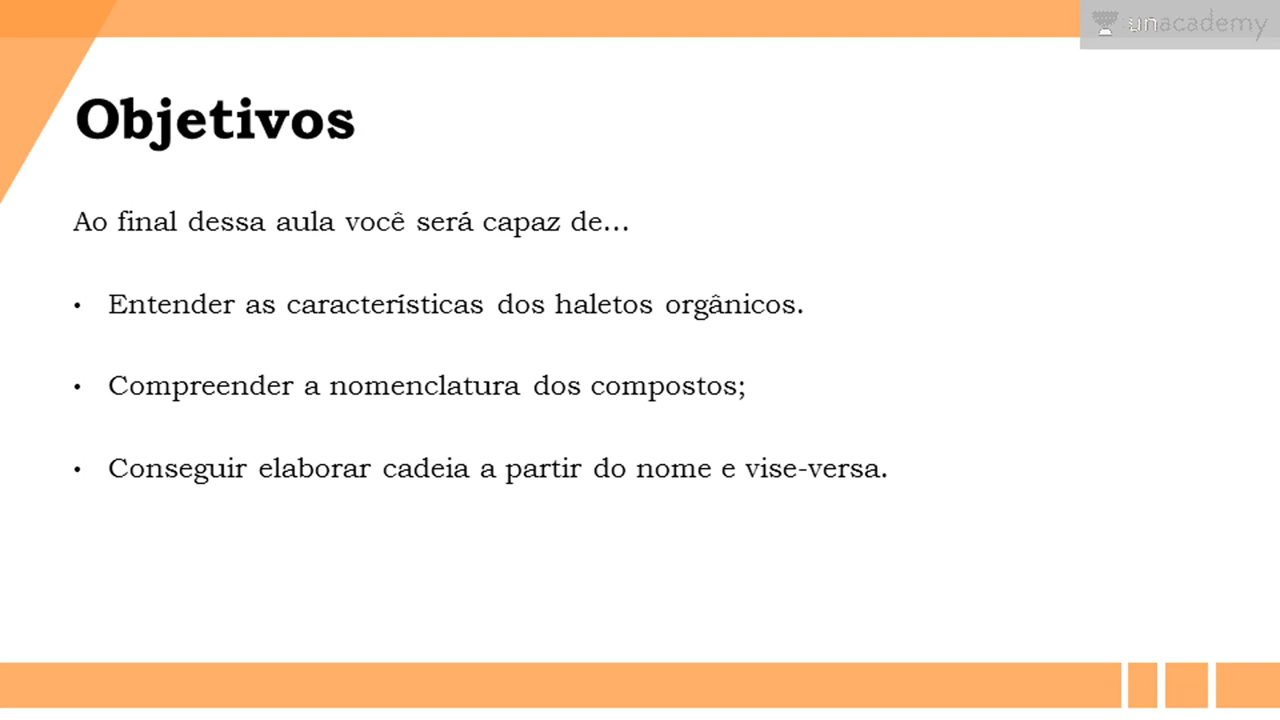 unacademy
Objetivos
Ao final dessa aula você será capaz de...
• Entender as características dos haletos orgânicos.
• Compreender a nomenclatura dos compostos;
• Conseguir elaborar cadeia a partir do nome e vise-versa.